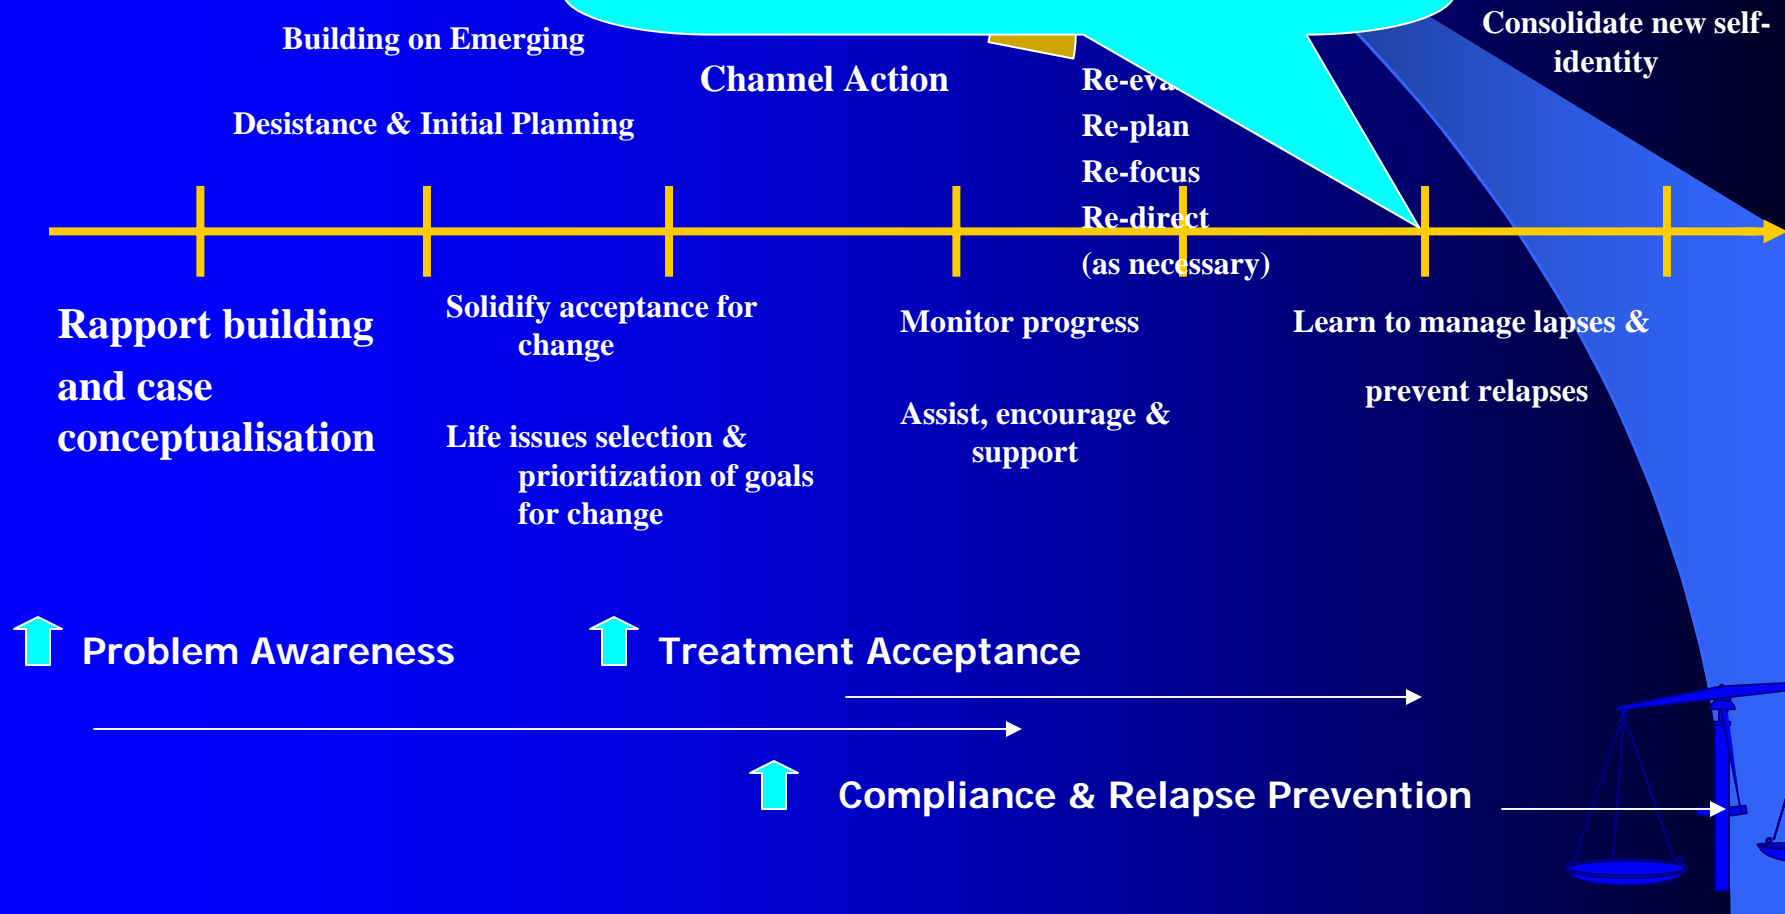 Building on Emerging
Desistance & Initial Planning
Channel Action
Re-plan
Re-focus
Re-direct
(as necessary)
Consolidate new self-
identity
Rapport building
and case
conceptualisation
Solidify acceptance for
change
Life issues selection &
prioritization of goals
for change
Monitor progress
Assist, encourage &
support
Learn to manage lapses &
prevent relapses
Problem Awareness
Treatment Acceptance
Compliance & Relapse Prevention